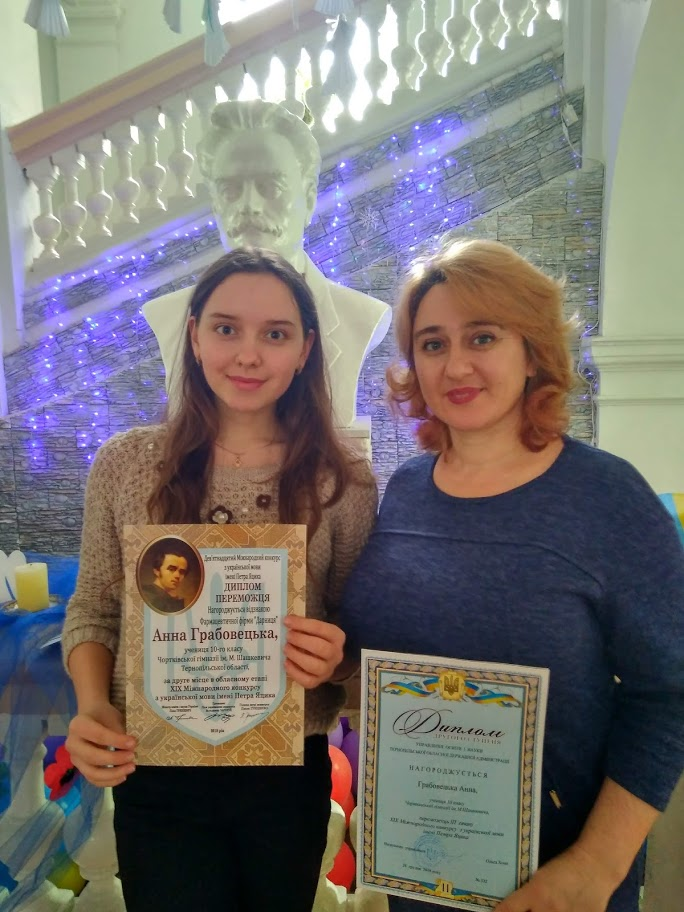 Дев'ятнадцятий Міжнародний конкурс
з української мови
імені Петра Яцика
ДИПЛОМ
ПЕРЕМОЖЦЯ
Нагороджується відзнакою
Фармацевтичної фірми "Дарниця"
Анна Грабовецька,
учениця 10-го класу
Чортківської гімназії ім. М. Шашкевича
Тернопільської області,
за друге місце в обласному етапі
XIX Міжнародного конкурсу
з української мови імені Петра Яцика
Диплом
ДРУГОГО СТУПЕНЯ
УПРАВЛІННЯ ОСВІТИ І НАУКИ
ТЕРНОПІЛЬСЬКОЇ ОБЛАСНОЇ ДЕРЖАВНОЇ АДМІНІСТРАЦІЇ
НАГОРОДЖУЄТЬСЯ
Грабовецька Анна,
учениця 10 класу
Чортківської гімназії ім. М.Шашкевича,
переможець III етапу
XIX Міжнародного конкурсу з української мови
імені Петра Яцика
II